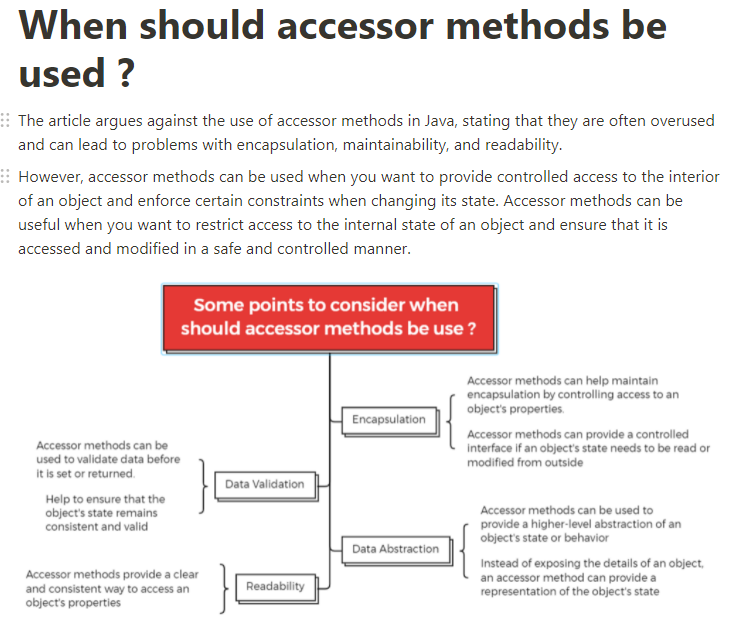 When should accessor methods be
used ?
The article argues against the use of accessor methods in Java, stating that they are often overused
and can lead to problems with encapsulation, maintainability, and readability.
However, accessor methods can be used when you want to provide controlled access to the interior
of an object and enforce certain constraints when changing its state. Accessor methods can be
useful when you want to restrict access to the internal state of an object and ensure that it is
accessed and modified in a safe and controlled manner.
Some points to consider when
should accessor methods be use ?
Encapsulation
Accessor methods can help maintain
encapsulation by controlling access to an
object's properties.
Accessor methods can provide a controlled
interface if an object's state needs to be read or
modified from outside
Accessor methods can be
used to validate data before
it is set or returned.
Help to ensure that the
object's state remains
consistent and valid
Data Validation
Data Abstraction
Accessor methods can be used to
provide a higher-level abstraction of an
object's state or behavior
Instead of exposing the details of an object,
an accessor method can provide a
representation of the object's state
Accessor methods provide a clear
and consistent way to access an
object's properties
Readability